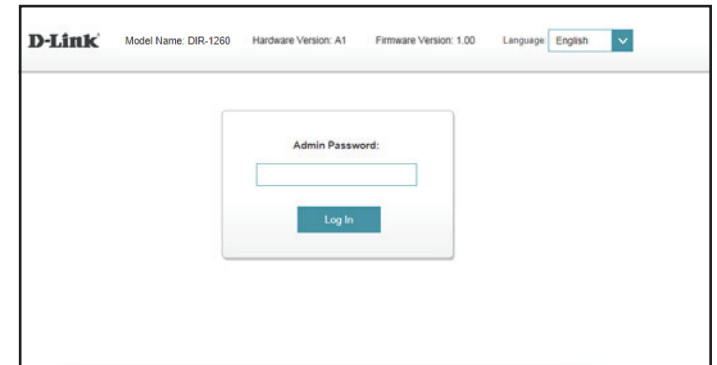 D-Link Model Name: DIR-1260 Hardware Version: A1 Firmware Version: 1.00 Language: English
Admin Password:
Log In